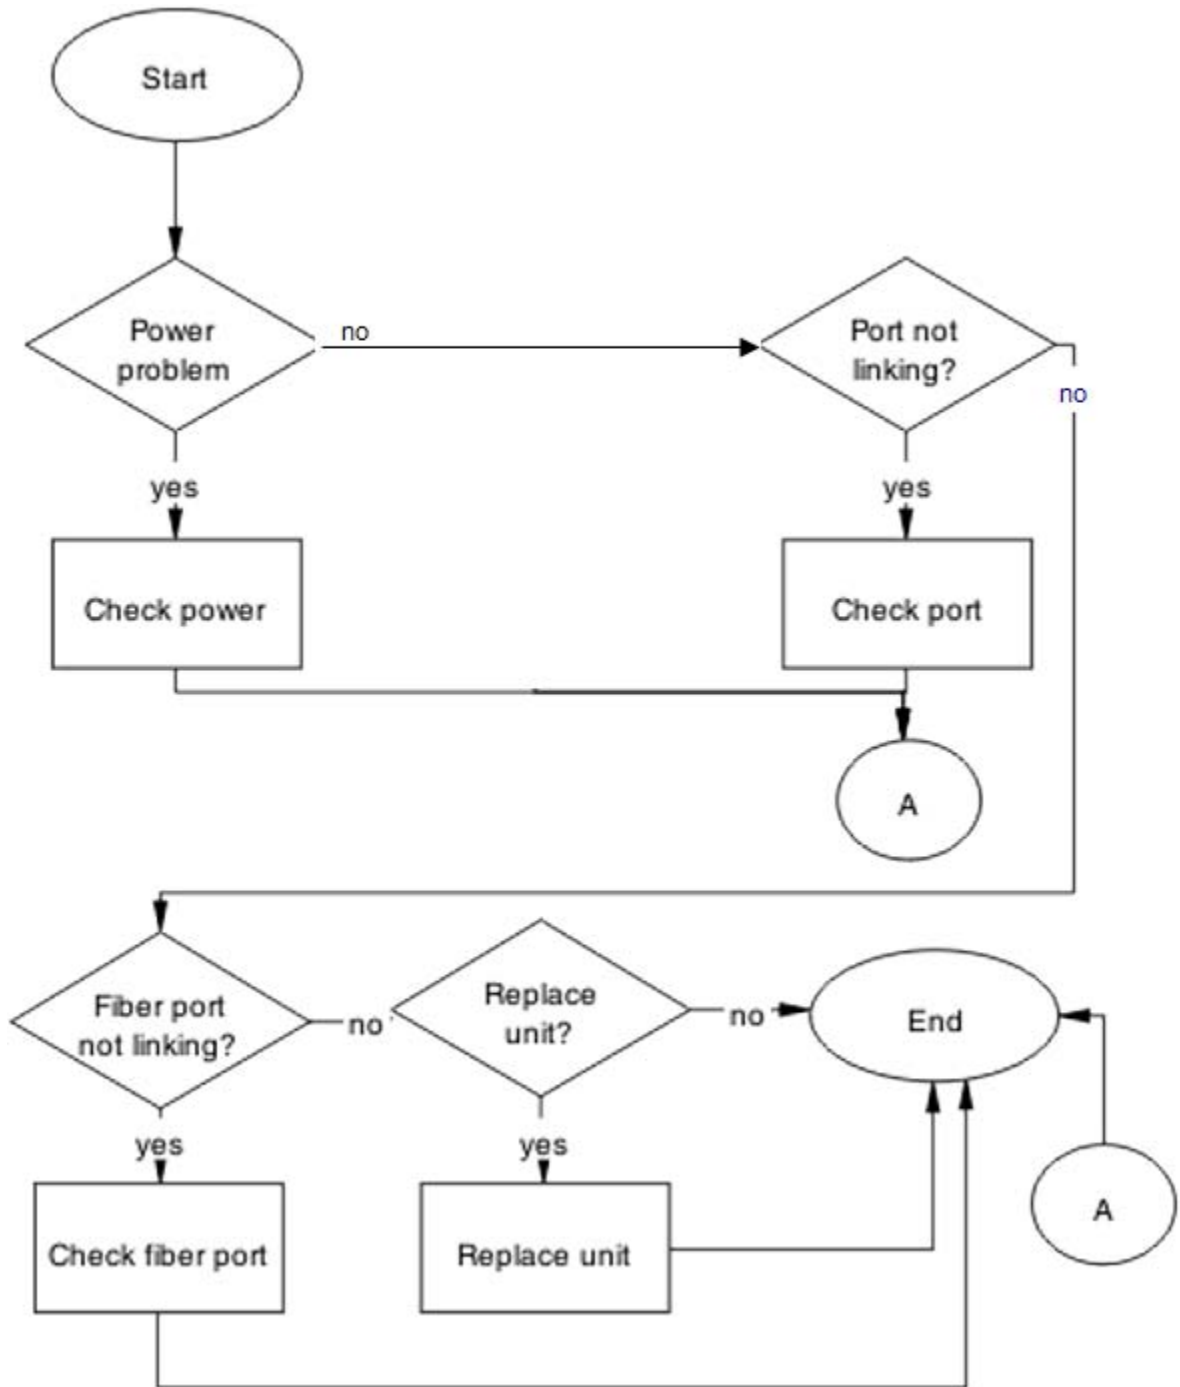 Start
Power
problem
no
Port not
linking?
no
yes
yes
Check power
Check port
A
Fiber port
not linking?
no
Replace
unit?
no
End
yes
yes
Check fiber port
Replace unit
A